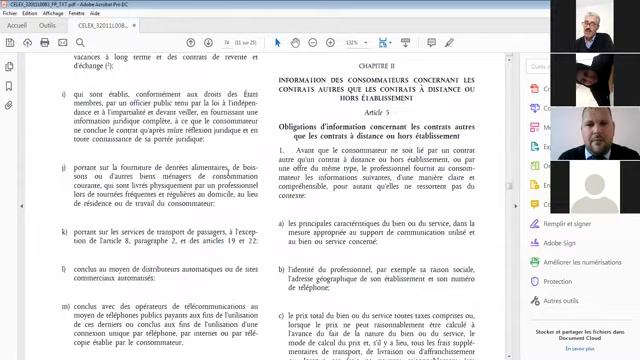 CELEX_32011L0083_FR_TXT.pdf - Adobe Acrobat Pro DC
Fichier Edition Affichage Signature Fenêtre Aide
Accueil Outils CELEX_32011L0083... ×
74 (11 sur 25) 132%
vacances à long terme et des contrats de revente et
d'échange (²);
i) qui sont établis, conformément aux droits des États
membres, par un officier public tenu par la loi à l'indépen-
dance et à l'impartialité et devant veiller, en fournissant une
information juridique complète, à ce que le consommateur
ne conclue le contrat qu'après mûre réflexion juridique et en
toute connaissance de sa portée juridique;
j) portant sur la fourniture de denrées alimentaires, de bois-
sons ou d'autres biens ménagers de consommation
courante, qui sont livrés physiquement par un professionnel
lors de tournées fréquentes et régulières au domicile, au lieu
de résidence ou de travail du consommateur;
k) portant sur les services de transport de passagers, à l'excep-
tion de l'article 8, paragraphe 2, et des articles 19 et 22;
l) conclus au moyen de distributeurs automatiques ou de sites
commerciaux automatisés;
m) conclus avec des opérateurs de télécommunications au
moyen de téléphones publics payants aux fins de l'utilisation
de ces derniers ou conclus aux fins de l'utilisation d'une
connexion unique par téléphone, par internet ou par télé-
copie établie par le consommateur.
CHAPITRE II
INFORMATION DES CONSOMMATEURS CONCERNANT LES
CONTRATS AUTRES QUE LES CONTRATS À DISTANCE OU
HORS ÉTABLISSEMENT
Article 5
Obligations d'information concernant les contrats autres
que les contrats à distance ou hors établissement
1. Avant que le consommateur ne soit lié par un contrat
autre qu'un contrat à distance ou hors établissement, ou par
une offre du même type, le professionnel fournit au consom-
mateur les informations suivantes, d'une manière claire et
compréhensible, pour autant qu'elles ne ressortent pas du
contexte:
a) les principales caractéristiques du bien ou du service, dans la
mesure appropriée au support de communication utilisé et
au bien ou service concerné;
b) l'identité du professionnel, par exemple sa raison sociale,
l'adresse géographique de son établissement et son numéro
de téléphone;
c) le prix total du bien ou du service toutes taxes comprises ou,
lorsque le prix ne peut raisonnablement être calculé à
l'avance du fait de la nature du bien ou du service, le
mode de calcul du prix et, s'il y a lieu, tous les frais supplé-
mentaires de transport, de livraison ou d'affranchissement
Remplir et signer
Adobe Sign
Améliorer les numérisations
Protection
Autres outils
Stocker et partager les fichiers dans
Document Cloud
En savoir plus